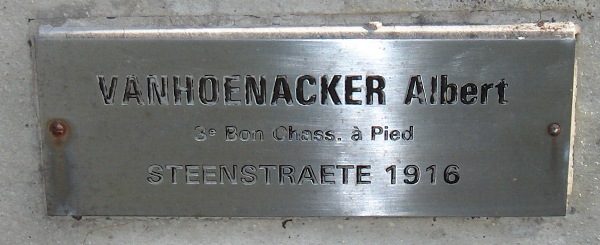 VANHOENACKER Albert
3e Bon Chass. à Pied
STEENSTRAETE 1916